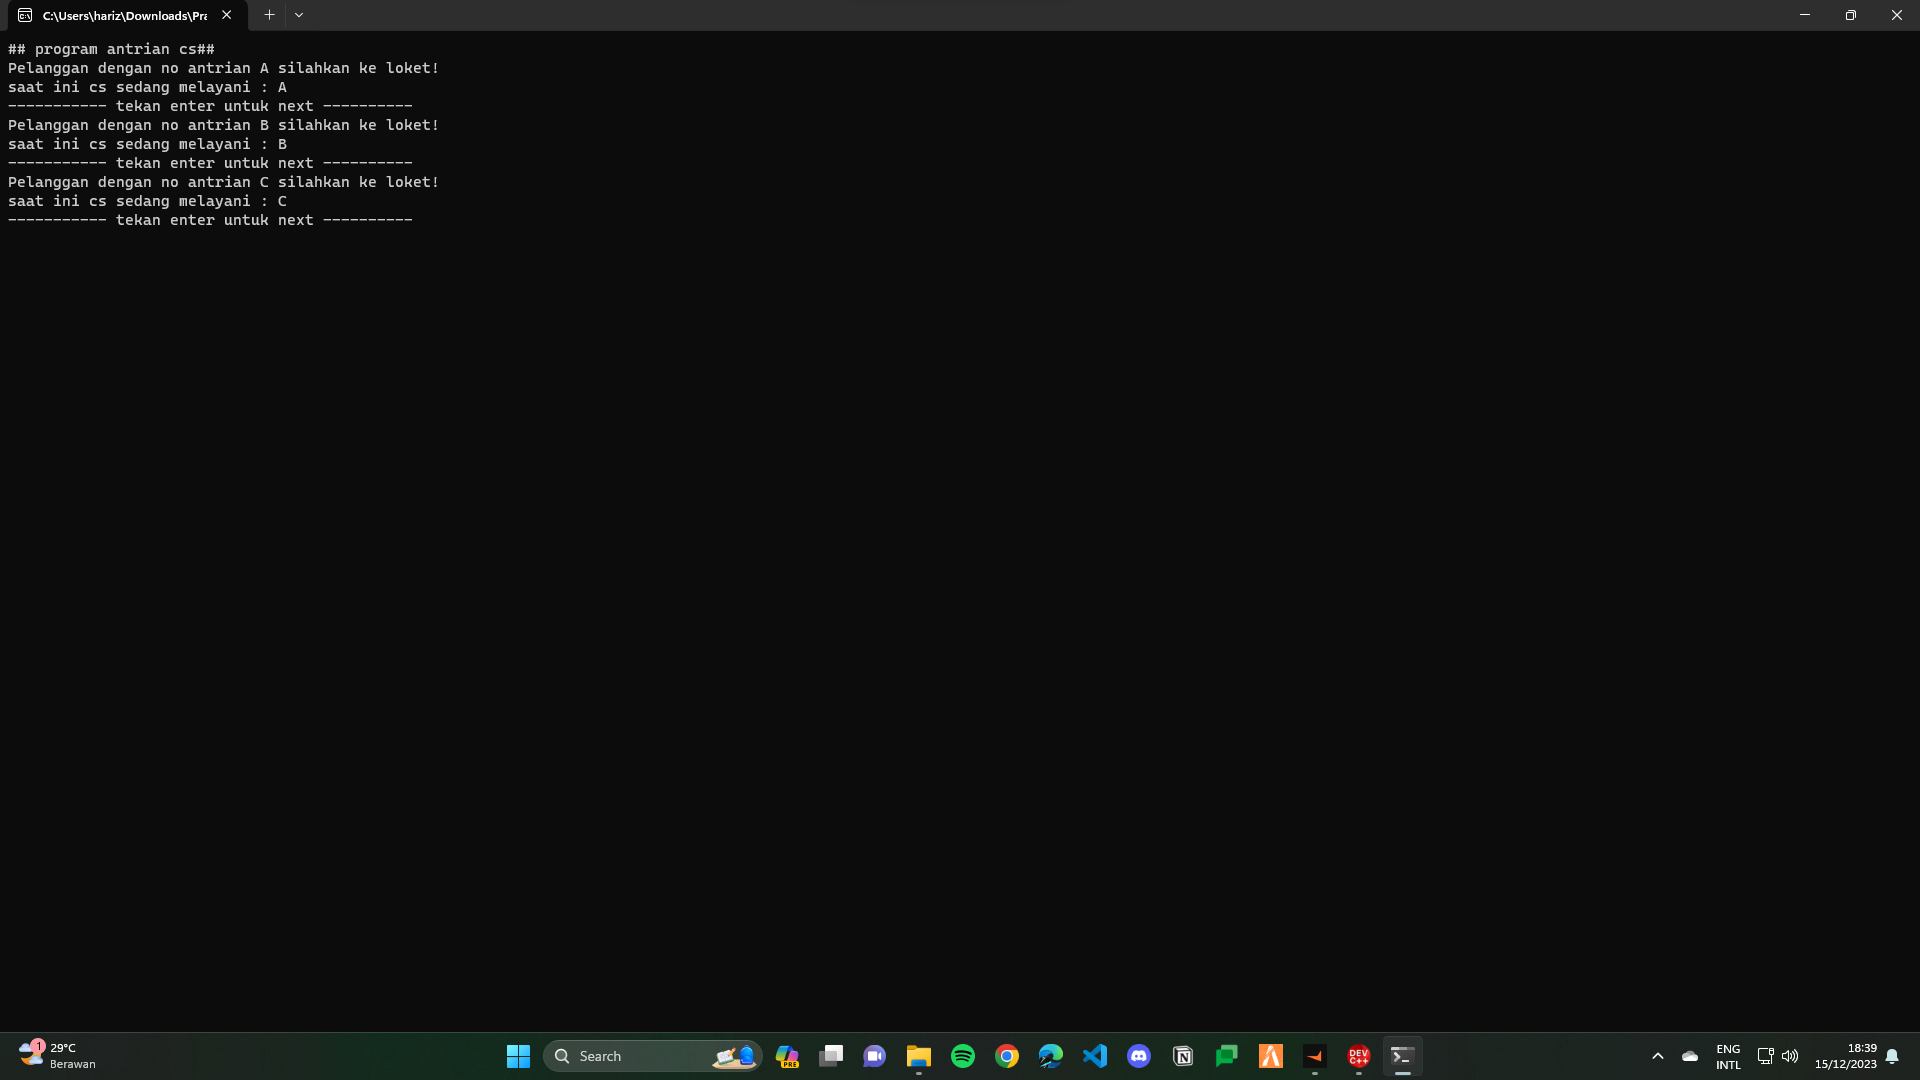 C:\Users\hariz\Downloads\Pra
## program antrian cs##
Pelanggan dengan no antrian A silahkan ke loket!
saat ini cs sedang melayani : A
----------- tekan enter untuk next ----------
Pelanggan dengan no antrian B silahkan ke loket!
saat ini cs sedang melayani : B
----------- tekan enter untuk next ----------
Pelanggan dengan no antrian C silahkan ke loket!
saat ini cs sedang melayani : C
----------- tekan enter untuk next ----------
1
29°C
Berawan
Search
PRE
DEV
C++
ENG
INTL
18:39
15/12/2023